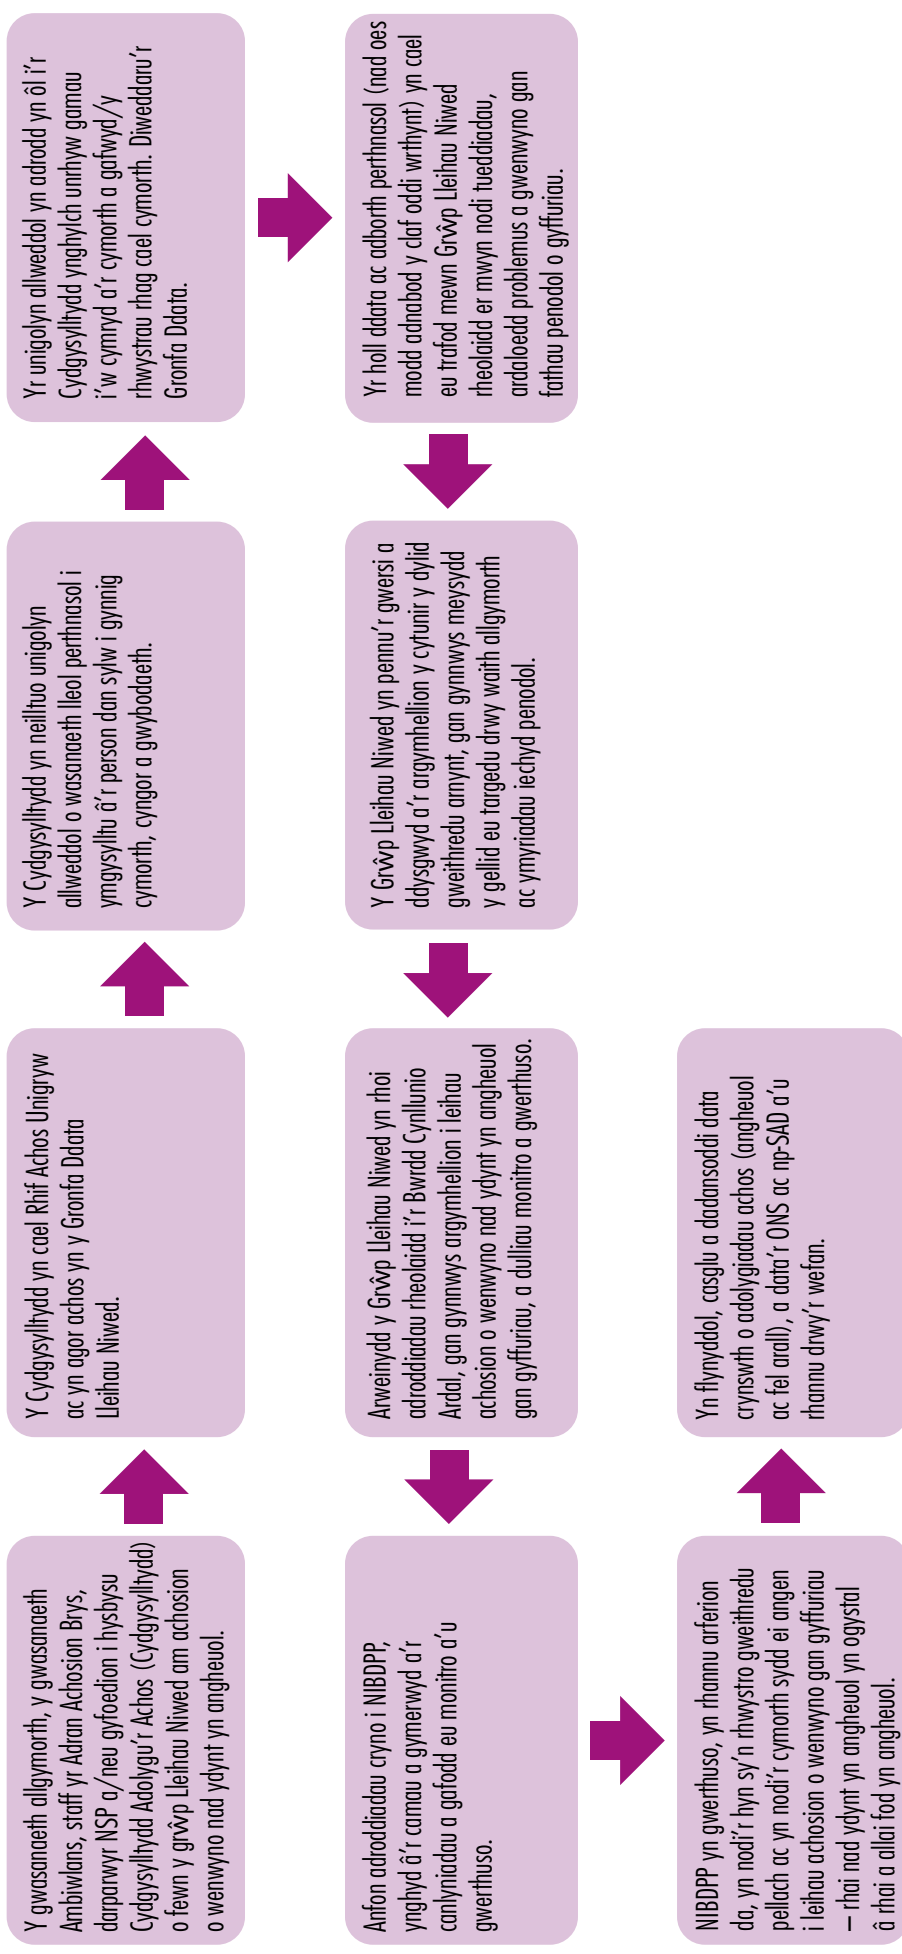 Y gwasanaeth allgymorth, y gwasanaeth
Ambiwlans, staff yr Adran Achosion Brys,
darparwyr NSP a/neu gyfoedion i hysbysu
Cydgysylltydd Adolygu'r Achos (Cydgysylltydd)
o fewn y grŵp Lleihau Niwed am achosion
o wenwyno nad ydynt yn angheuol.
Y Cydgysylltydd yn cael Rhif Achos Unigryw
ac yn agor achos yn y Gronfa Ddata
Lleihau Niwed.
Y Cydgysylltydd yn neilltuo unigolyn
allweddol o wasanaeth lleol perthnasol i
ymgysylltu â'r person dan sylw i gynnig
cymorth, cyngor a gwybodaeth.
Yr unigolyn allweddol yn adrodd yn ôl i'r
Cydgysylltydd ynghylch unrhyw gamau
i'w cymryd a'r cymorth a gafwyd/y
rhwystrau rhag cael cymorth. Diweddaru'r
Gronfa Ddata.
Yr holl ddata ac adborth perthnasol (nad oes
modd adnabod y claf oddi wrthynt) yn cael
eu trafod mewn Grŵp Lleihau Niwed
rheolaidd er mwyn nodi tueddiadau,
ardaloedd problemus a gwenwyno gan
fathau penodol o gyffuriau.
Y Grŵp Lleihau Niwed yn pennu'r gwersi a
ddysgwyd a'r argymhellion y cytunir y dylid
gweithredu arnynt, gan gynnwys meysydd
y gellid eu targedu drwy waith allgymorth
ac ymyriadau iechyd penodol.
Arweinydd y Grŵp Lleihau Niwed yn rhoi
adroddiadau rheolaidd i'r Bwrdd Cynllunio
Ardal, gan gynnwys argymhellion i leihau
achosion o wenwyno nad ydynt yn angheuol
gan gyffuriau, a dulliau monitro a gwerthuso.
Anfon adroddiadau cryno i NIBDPP,
ynghyd â'r camau a gymerwyd a'r
canlyniadau a gafodd eu monitro a'u
gwerthuso.
NIBDPP yn gwerthuso, yn rhannu arferion
da, yn nodi'r hyn sy'n rhwystro gweithredu
pellach ac yn nodi'r cymorth sydd ei angen
i leihau achosion o wenwyno gan gyffuriau
– rhai nad ydynt yn angheuol yn ogystal
â rhai a allai fod yn angheuol.
Yn flynyddol, casglu a dadansoddi data
crynswth o adolygiadau achos (angheuol
ac fel arall), a data'r ONS ac np-SAD a'u
rhannu drwy'r wefan.